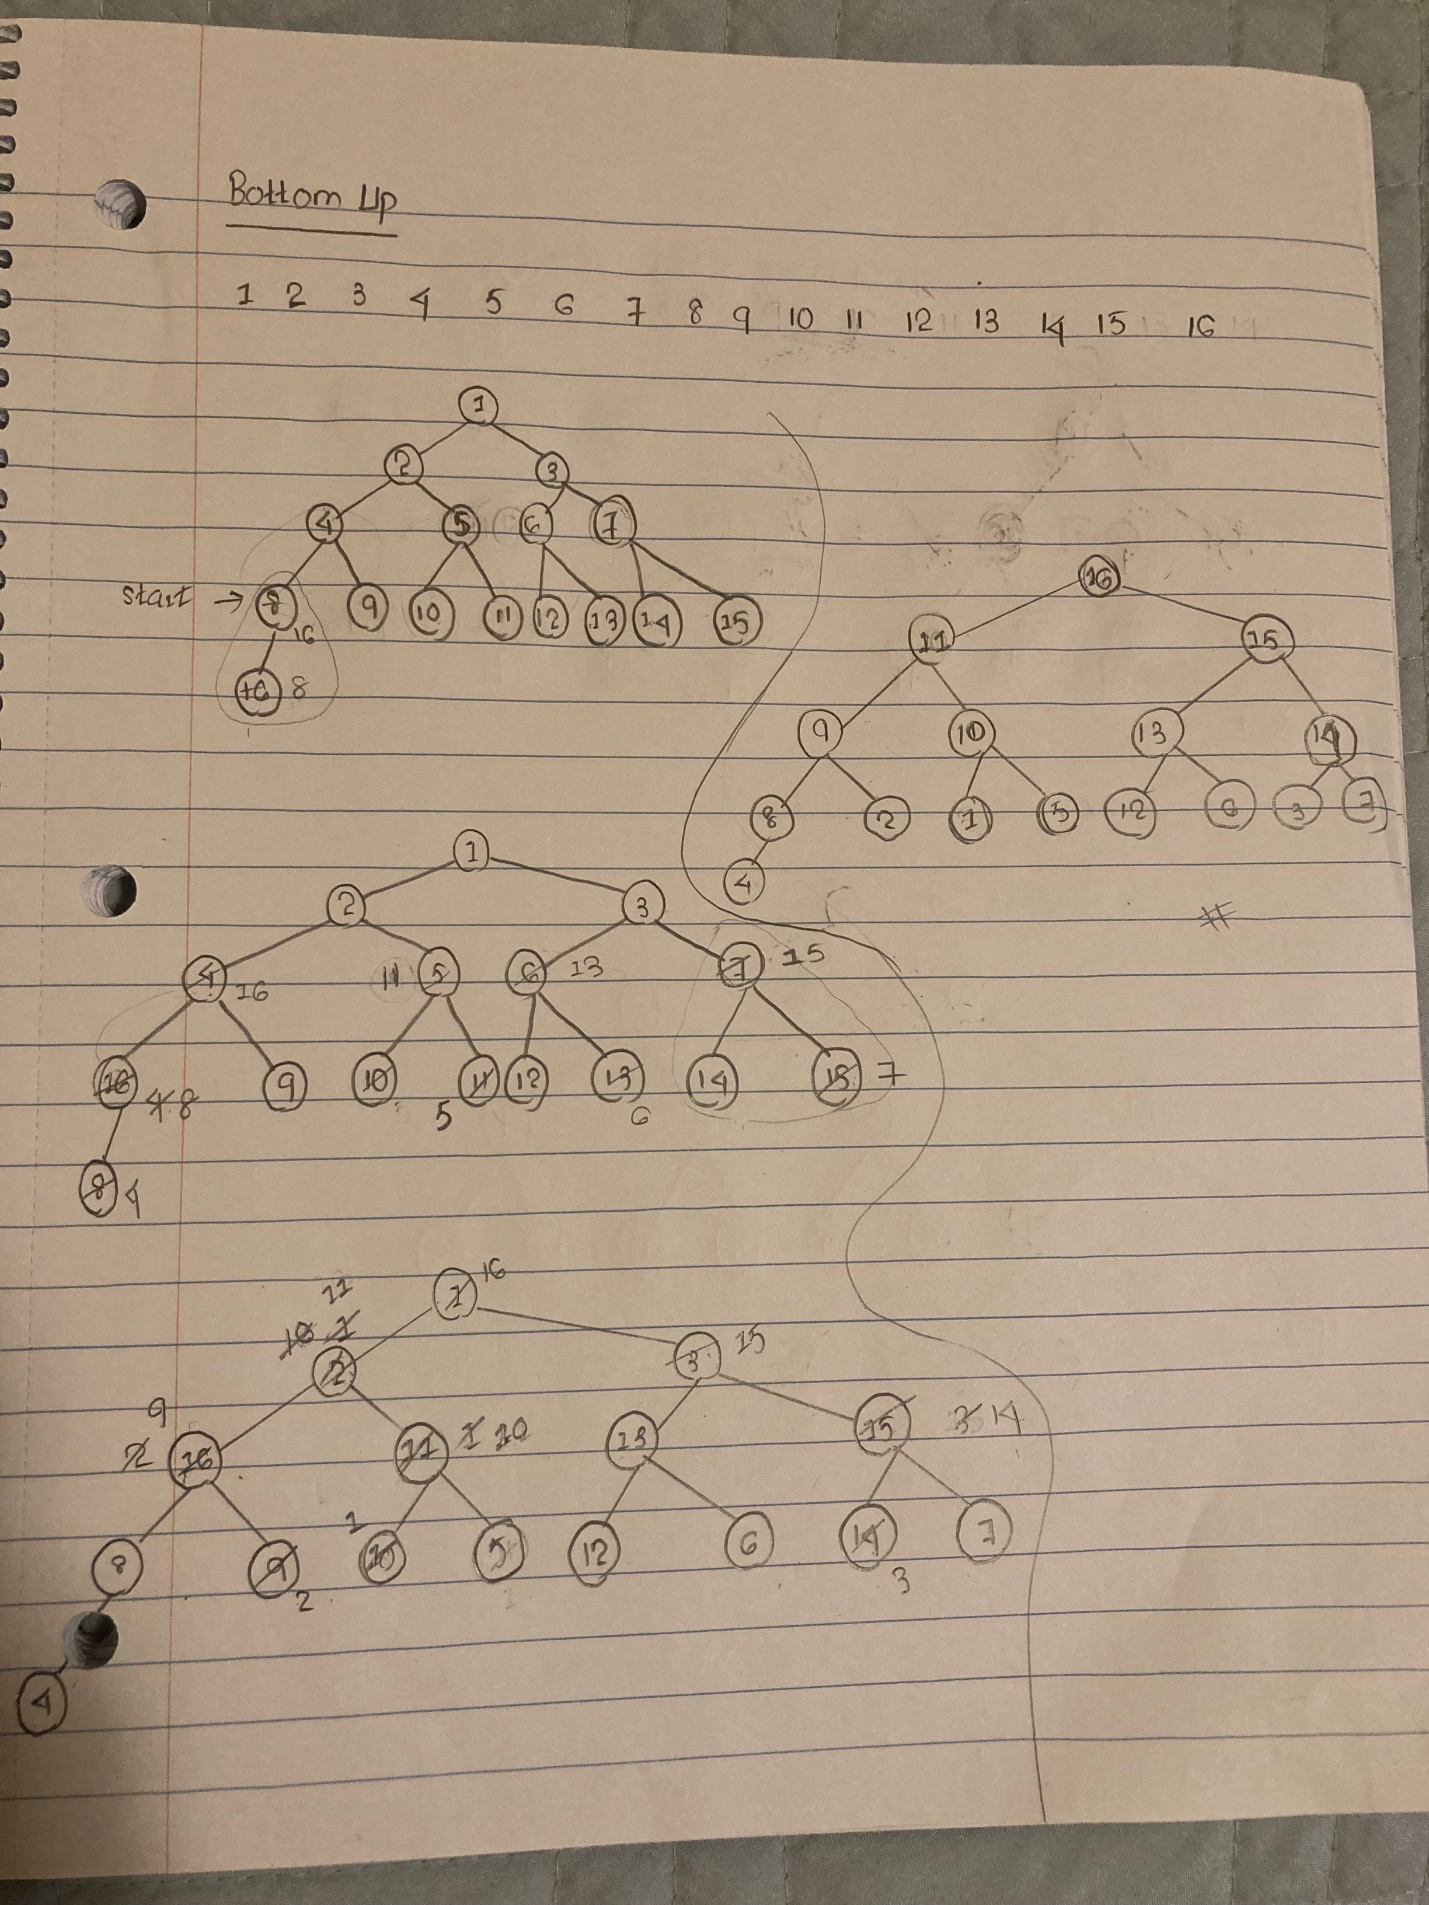 Bottom Up
1 2 3 4 5 6 7 8 9 10 11 12 13 14 15 16
1
2 3
4 5 6 7
start → 8 9 10 11 12 13 14 15
16
16 8
16
11 15
9 10 13 14
8 2 1 5 12 6 3 7
4
#
1
2 3
4 16 11 5 6 13 7 15
16 4 8 9 10 11 5 12 13 6 14 15 7
8 4
1 16
11
10 1
2 3 15
9
2 16 11 1 10 13 15 3 14
8 9 2 1 10 5 12 6 14 3 7
4